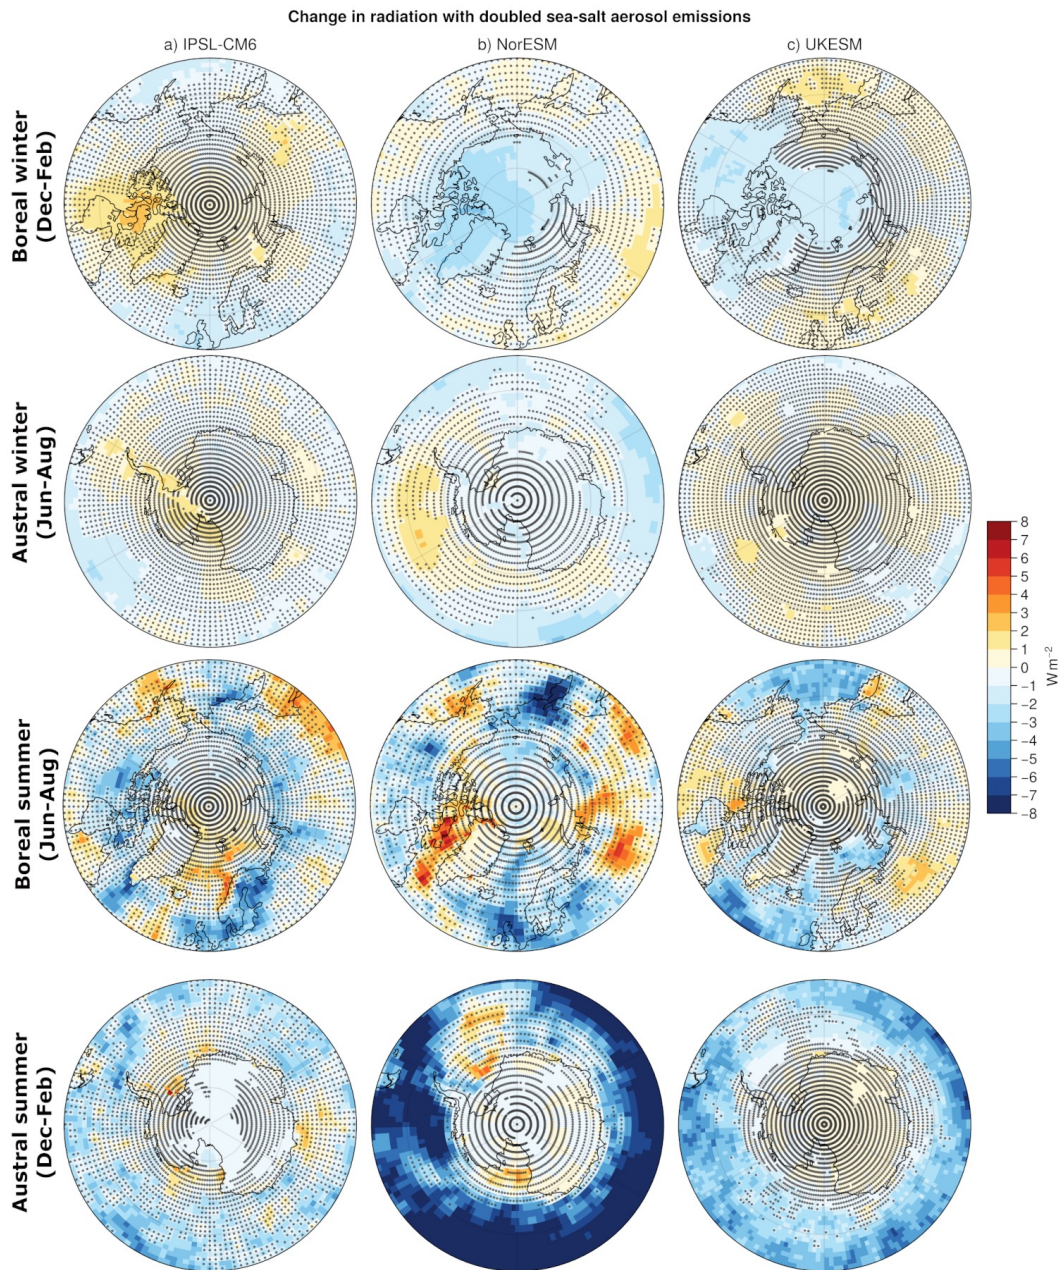 Change in radiation with doubled sea-salt aerosol emissions
a) IPSL-CM6
b) NorESM
c) UKESM
Boreal winter
(Dec-Feb)
Austral winter
(Jun-Aug)
Boreal summer
(Jun-Aug)
Austral summer
(Dec-Feb)
8
7
6
5
4
3
2
1
0
−1
−2
−3
−4
−5
−6
−7
−8
Wm⁻²